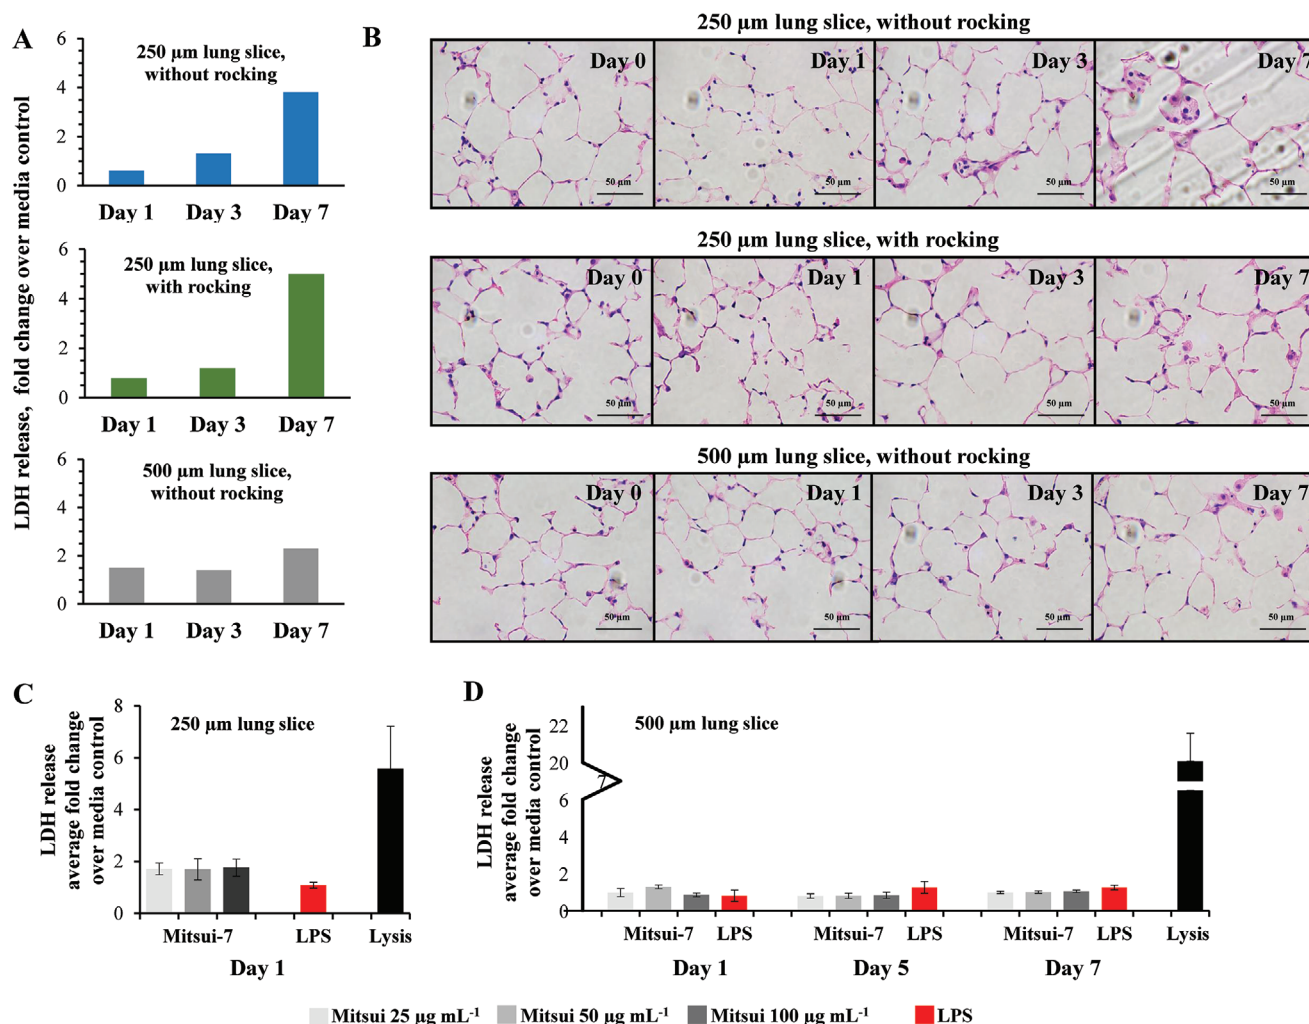 A
LDH release, fold change over media control
6
4
2
0
250 µm lung slice,
without rocking
Day 1
Day 3
Day 7
6
4
2
0
250 µm lung slice,
with rocking
Day 1
Day 3
Day 7
6
4
2
0
500 µm lung slice,
without rocking
Day 1
Day 3
Day 7
B
250 µm lung slice, without rocking
Day 0
Day 1
Day 3
Day 7
50 µm
50 µm
50 µm
50 µm
250 µm lung slice, with rocking
Day 0
Day 1
Day 3
Day 7
50 µm
50 µm
50 µm
50 µm
500 µm lung slice, without rocking
Day 0
Day 1
Day 3
Day 7
50 µm
50 µm
50 µm
50 µm
C
LDH release
average fold change
over media control
8
6
4
2
0
250 µm lung slice
Mitsui-7
LPS
Lysis
Day 1
D
LDH release
average fold change
over media control
22
20
7
6
4
2
0
500 µm lung slice
Mitsui-7
LPS
Mitsui-7
LPS
Mitsui-7
LPS
Lysis
Day 1
Day 5
Day 7
Mitsui 25 µg mL⁻¹
Mitsui 50 µg mL⁻¹
Mitsui 100 µg mL⁻¹
LPS